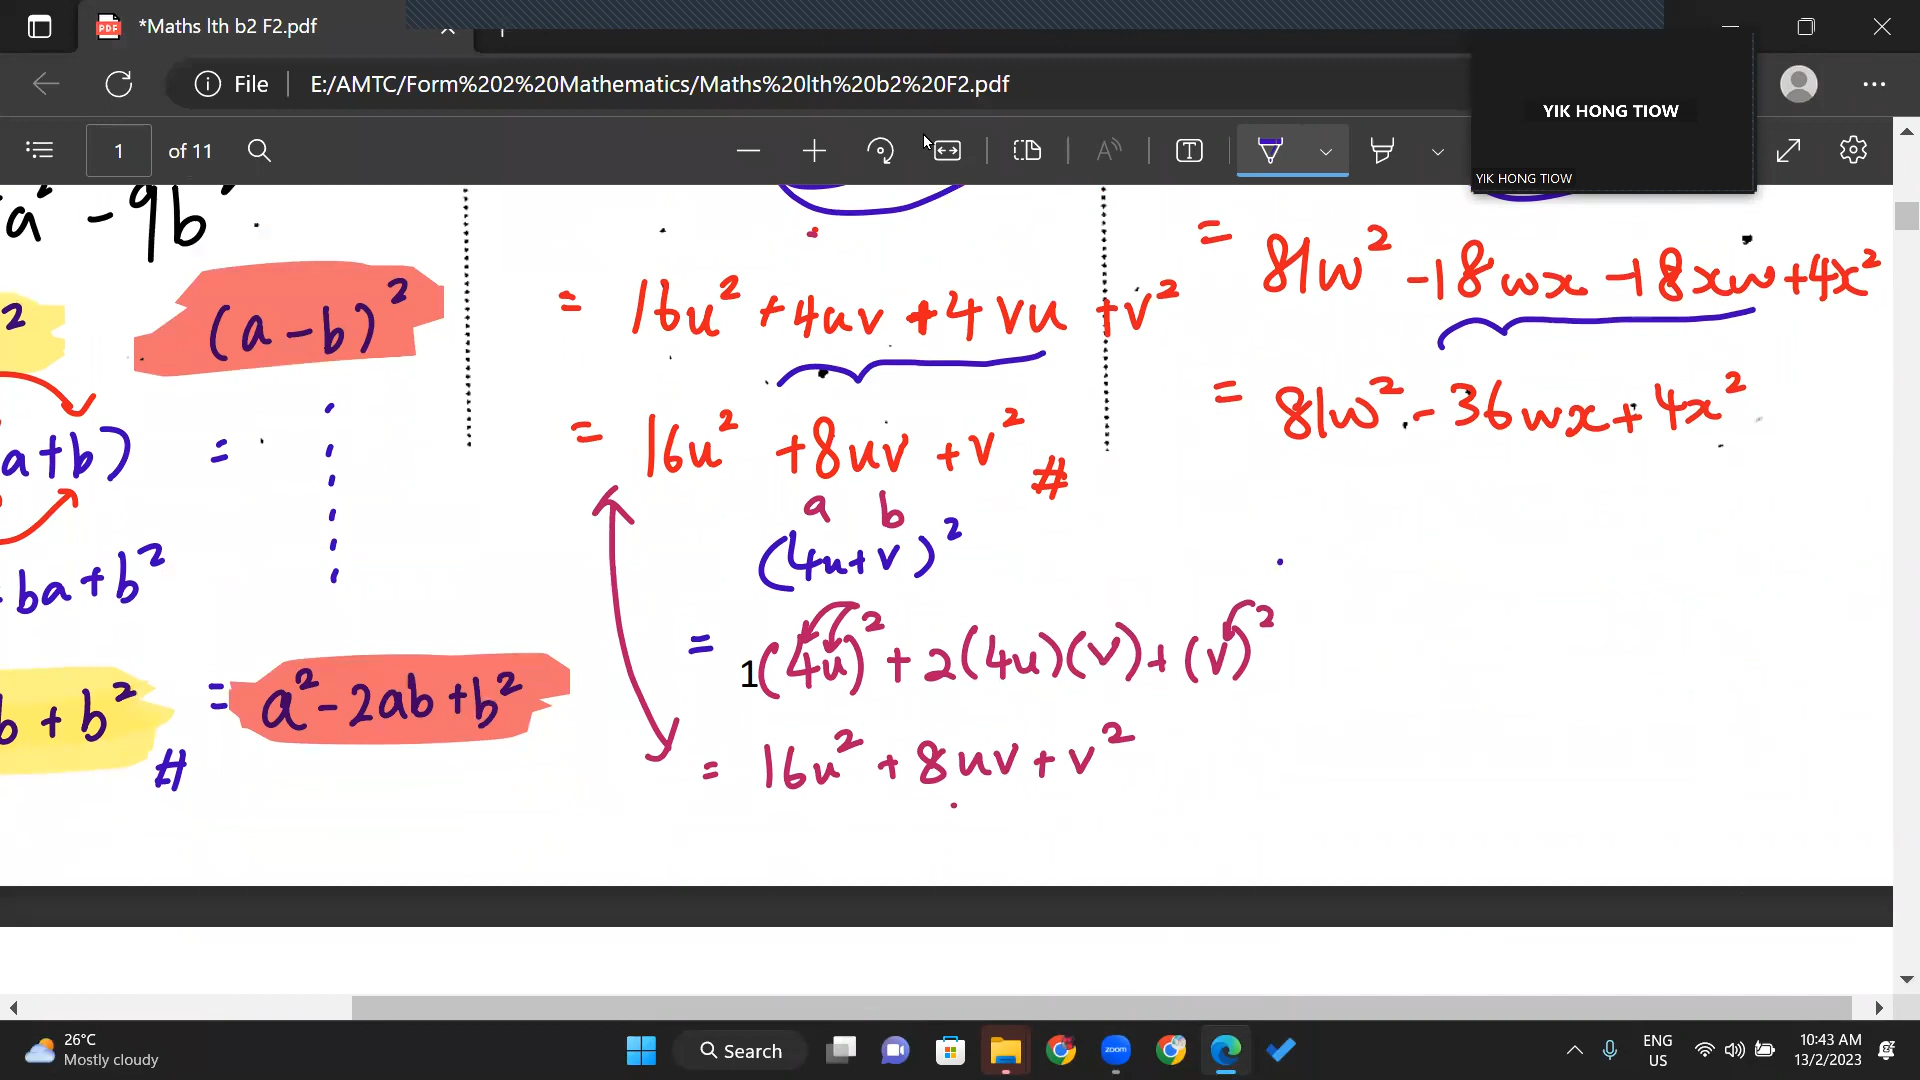 *Maths lth b2 F2.pdf
File
E:/AMTC/Form%202%20Mathematics/Maths%20lth%20b2%20F2.pdf
YIK HONG TIOW
YIK HONG TIOW
1
of 11
a² - 9b²
2
(a-b)²
a+b) =
ba+b²
b + b²
#
= a² - 2ab + b²
= 16u² + 4uv + 4vu + v²
= 16u² + 8uv + v² #
a b
(4u+v)²
= 1(4u)² + 2(4u)(v) + (v)²
= 16u² + 8uv + v²
= 81w² - 18wx - 18xw + 4x²
= 81w² - 36wx + 4x²
26°C
Mostly cloudy
Search
zoom
ENG
US
10:43 AM
13/2/2023